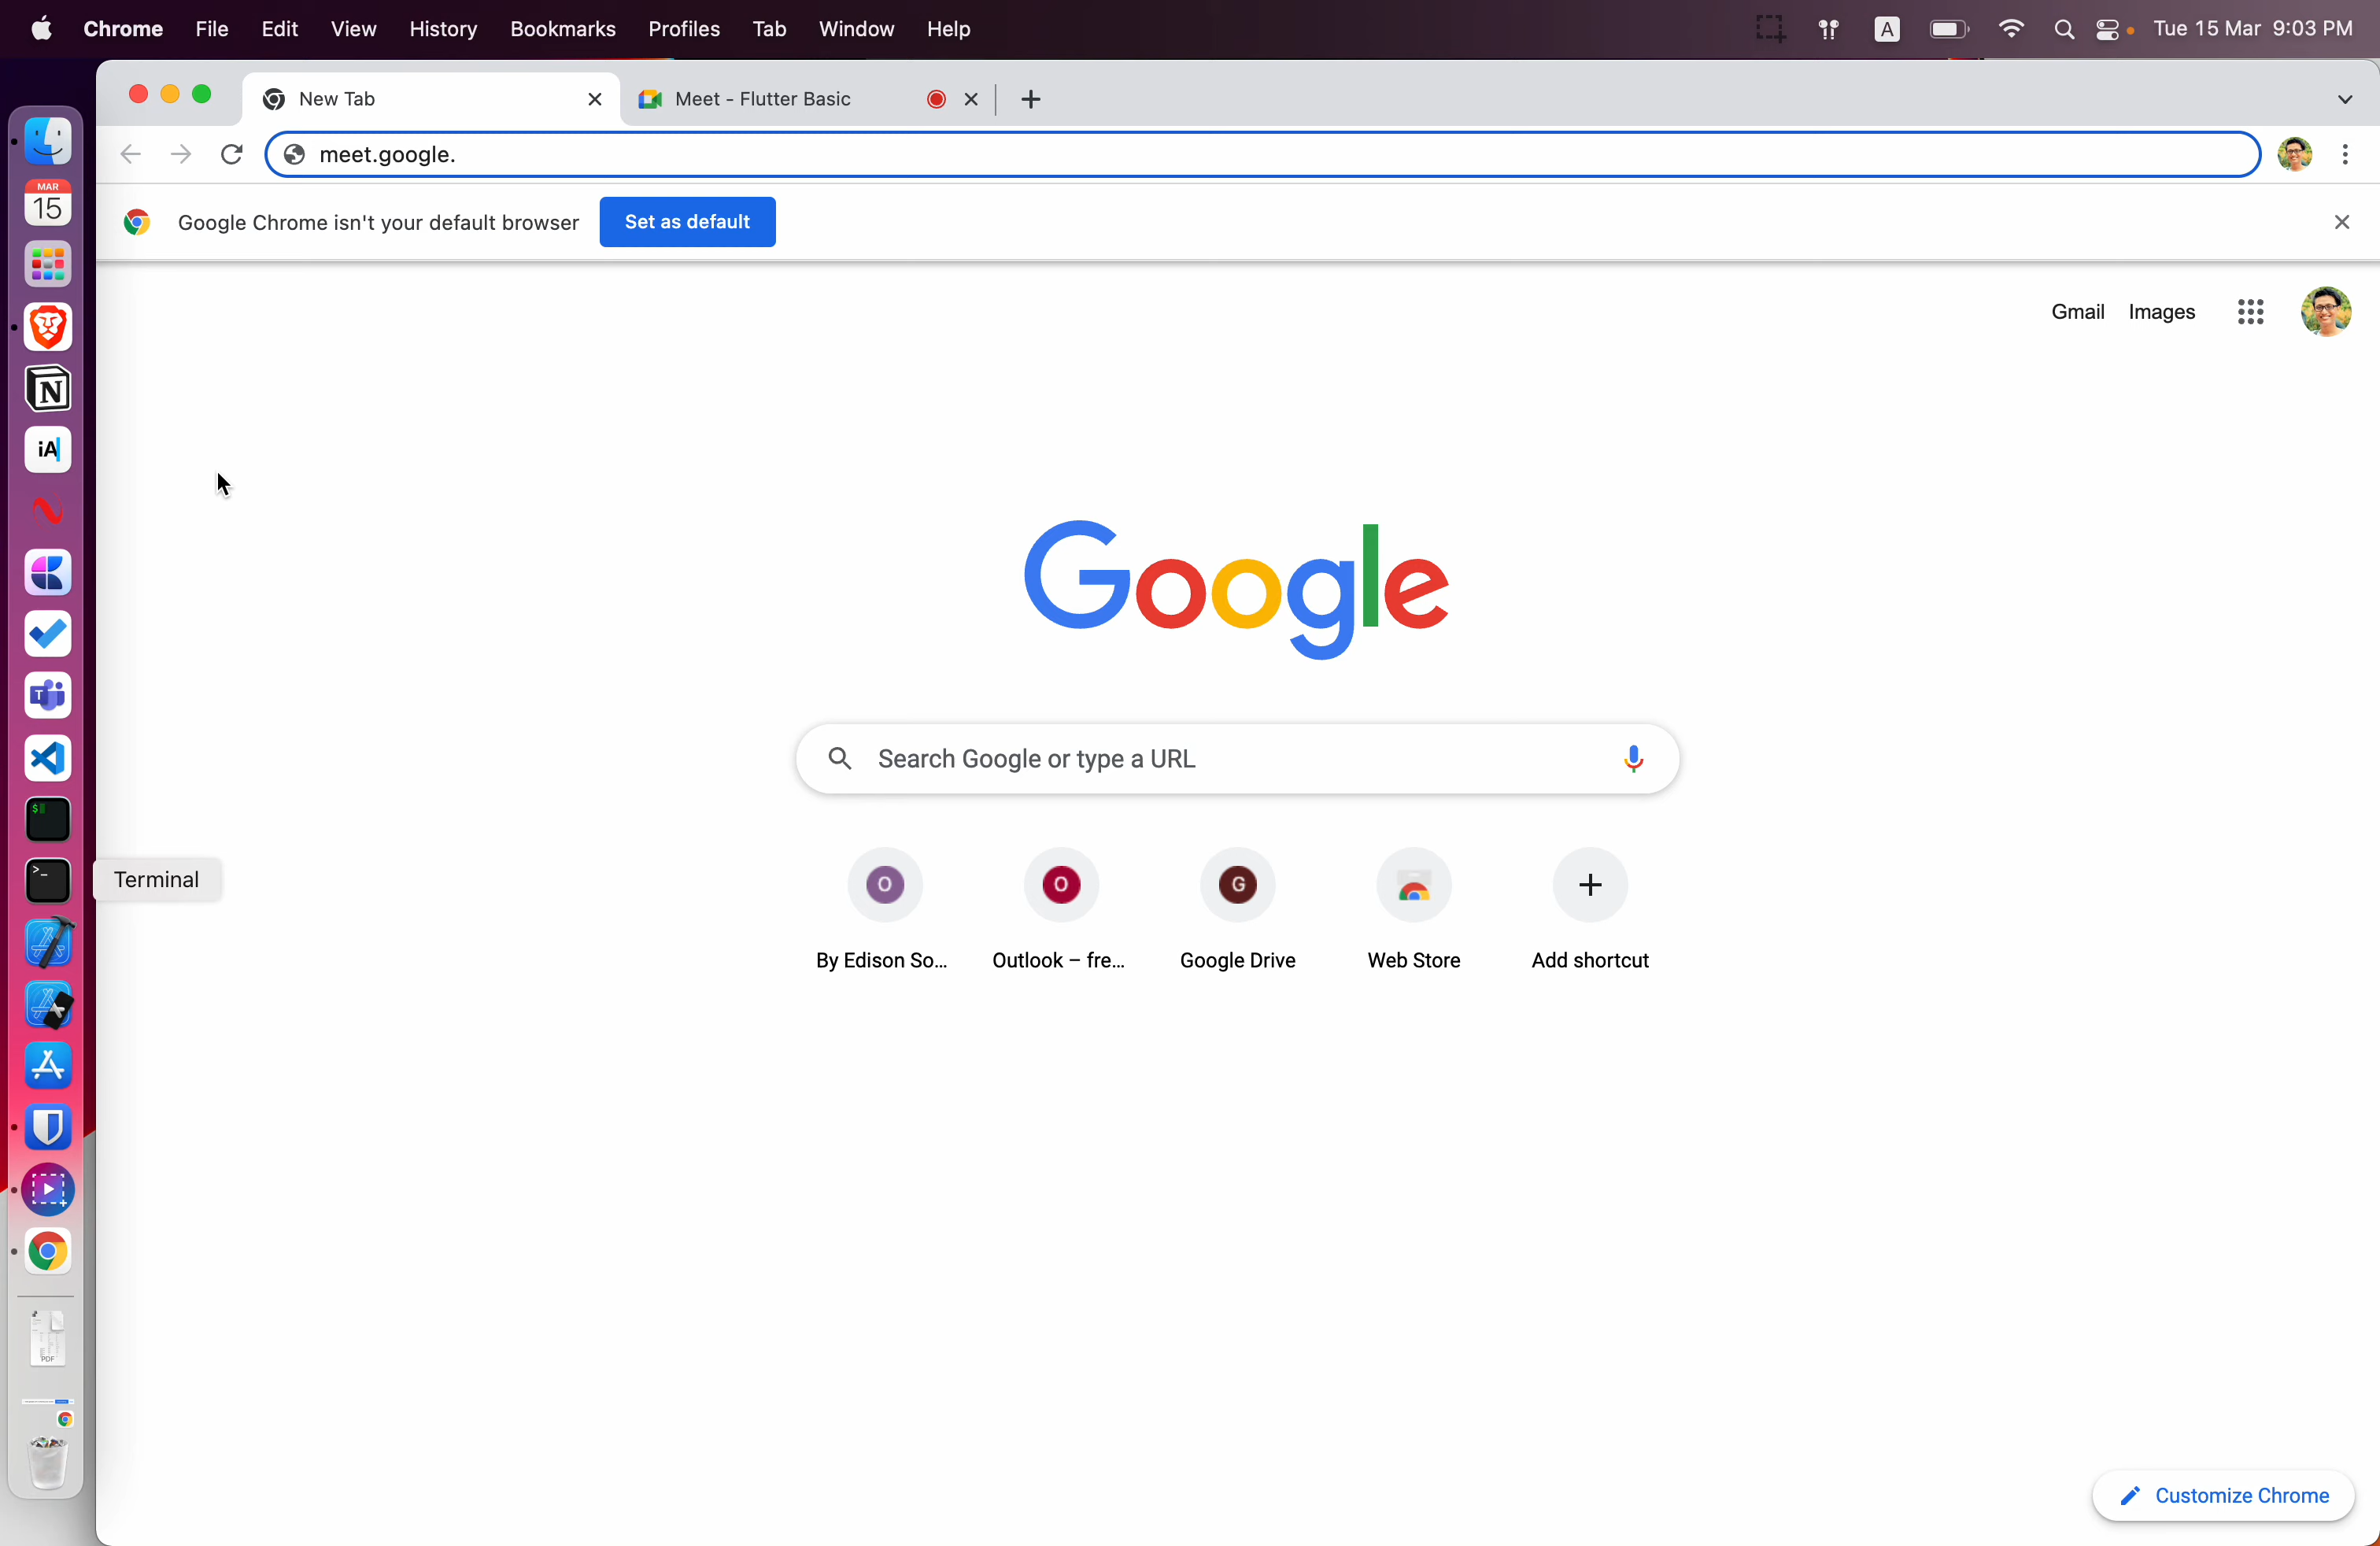 Chrome File Edit View History Bookmarks Profiles Tab Window Help A Tue 15 Mar 9:03 PM
New Tab Meet - Flutter Basic
meet.google.
Google Chrome isn't your default browser Set as default
MAR
15
Gmail Images
N
iA
Google
T
Search Google or type a URL
$
>_
Terminal
O O G
By Edison So... Outlook – fre... Google Drive Web Store Add shortcut
PDF
Customize Chrome